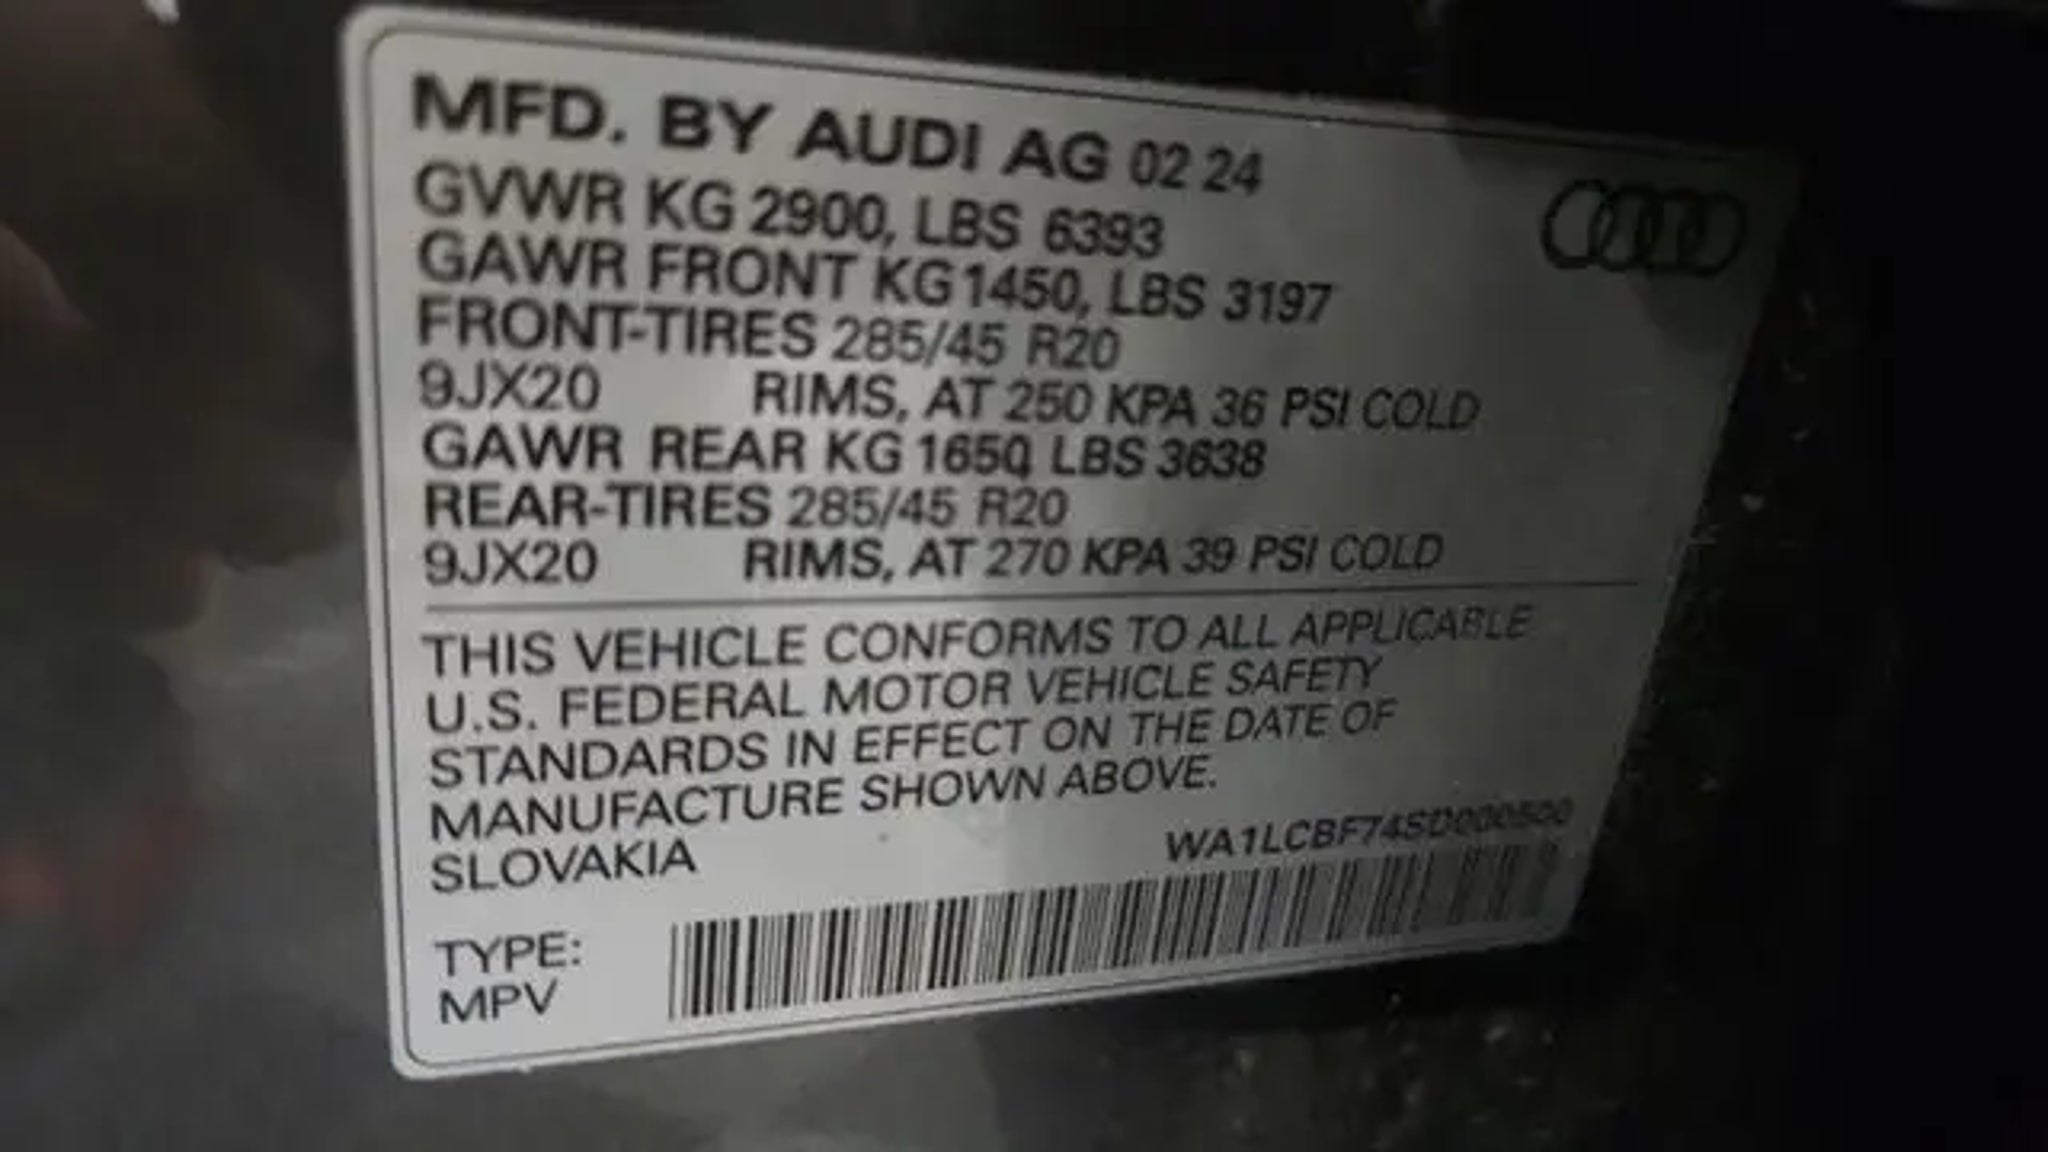 MFD. BY AUDI AG 02 24
GVWR KG 2900, LBS 6393
GAWR FRONT KG 1450, LBS 3197
FRONT-TIRES 285/45 R20
9JX20 RIMS, AT 250 KPA 36 PSI COLD
GAWR REAR KG 1650, LBS 3638
REAR-TIRES 285/45 R20
9JX20 RIMS, AT 270 KPA 39 PSI COLD
THIS VEHICLE CONFORMS TO ALL APPLICABLE
U.S. FEDERAL MOTOR VEHICLE SAFETY
STANDARDS IN EFFECT ON THE DATE OF
MANUFACTURE SHOWN ABOVE.
SLOVAKIA
WA1LCBF74SD000500
TYPE:
MPV